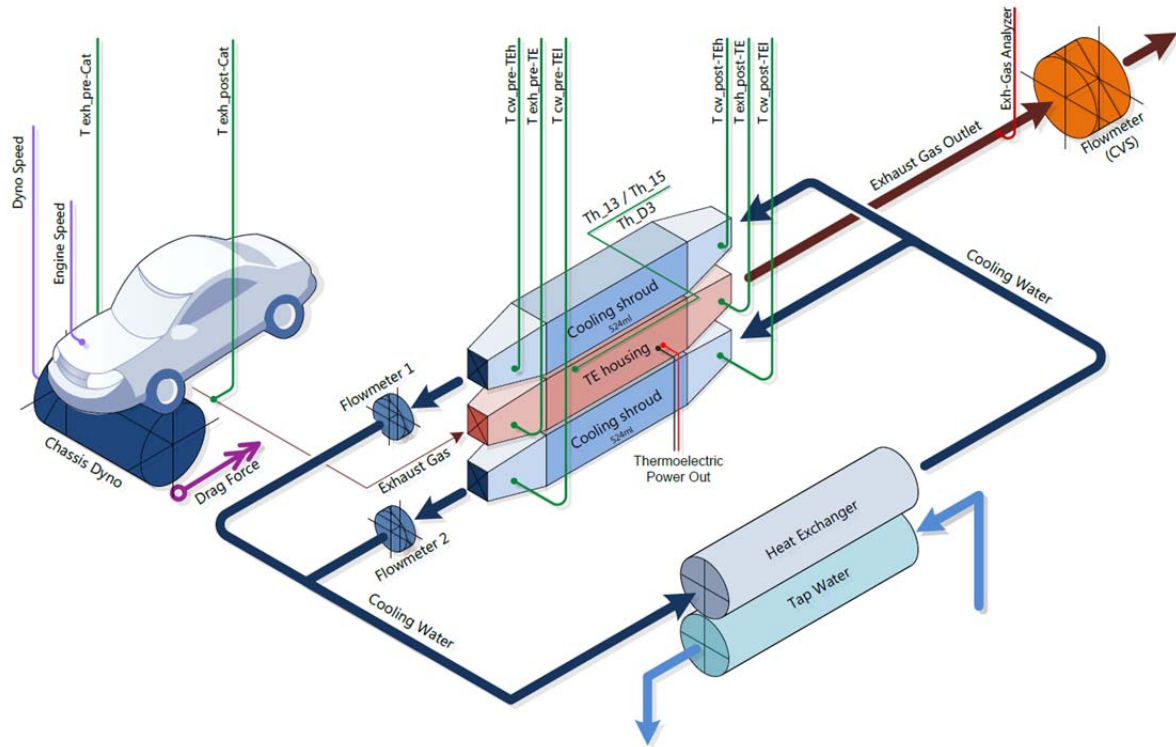 Dyno Speed
Engine Speed
T exh_pre-Cat
T exh_post-Cat
T cw_pre-TEh
T exh_pre-TE
T cw_pre-TEl
T cw_post-TEh
T exh_post-TE
T cw_post-TEl
Exh-Gas Analyzer
Flowmeter
(CVS)
Exhaust Gas Outlet
Th_13 / Th_15
Th_D3
Cooling shroud
524ml
TE housing
Cooling shroud
524ml
Thermoelectric
Power Out
Cooling Water
Flowmeter 1
Exhaust Gas
Flowmeter 2
Chassis Dyno
Drag Force
Cooling Water
Heat Exchanger
Tap Water